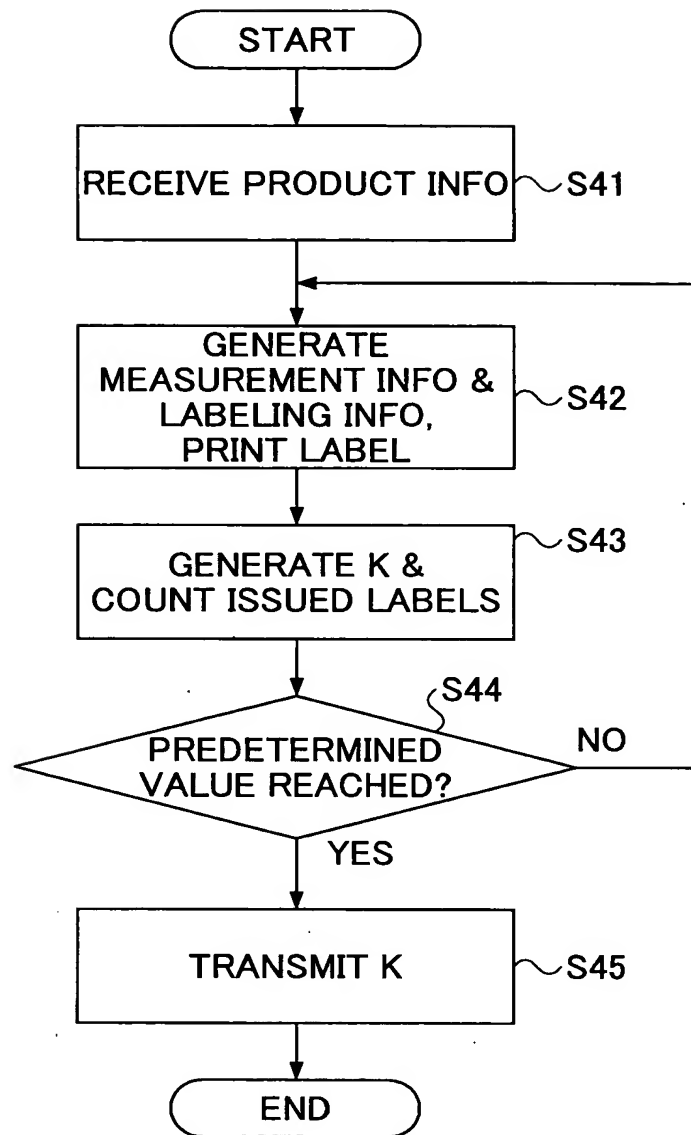 START
RECEIVE PRODUCT INFO
S41
GENERATE
MEASUREMENT INFO &
LABELING INFO,
PRINT LABEL
S42
GENERATE K &
COUNT ISSUED LABELS
S43
S44
PREDETERMINED
VALUE REACHED?
NO
YES
TRANSMIT K
S45
END